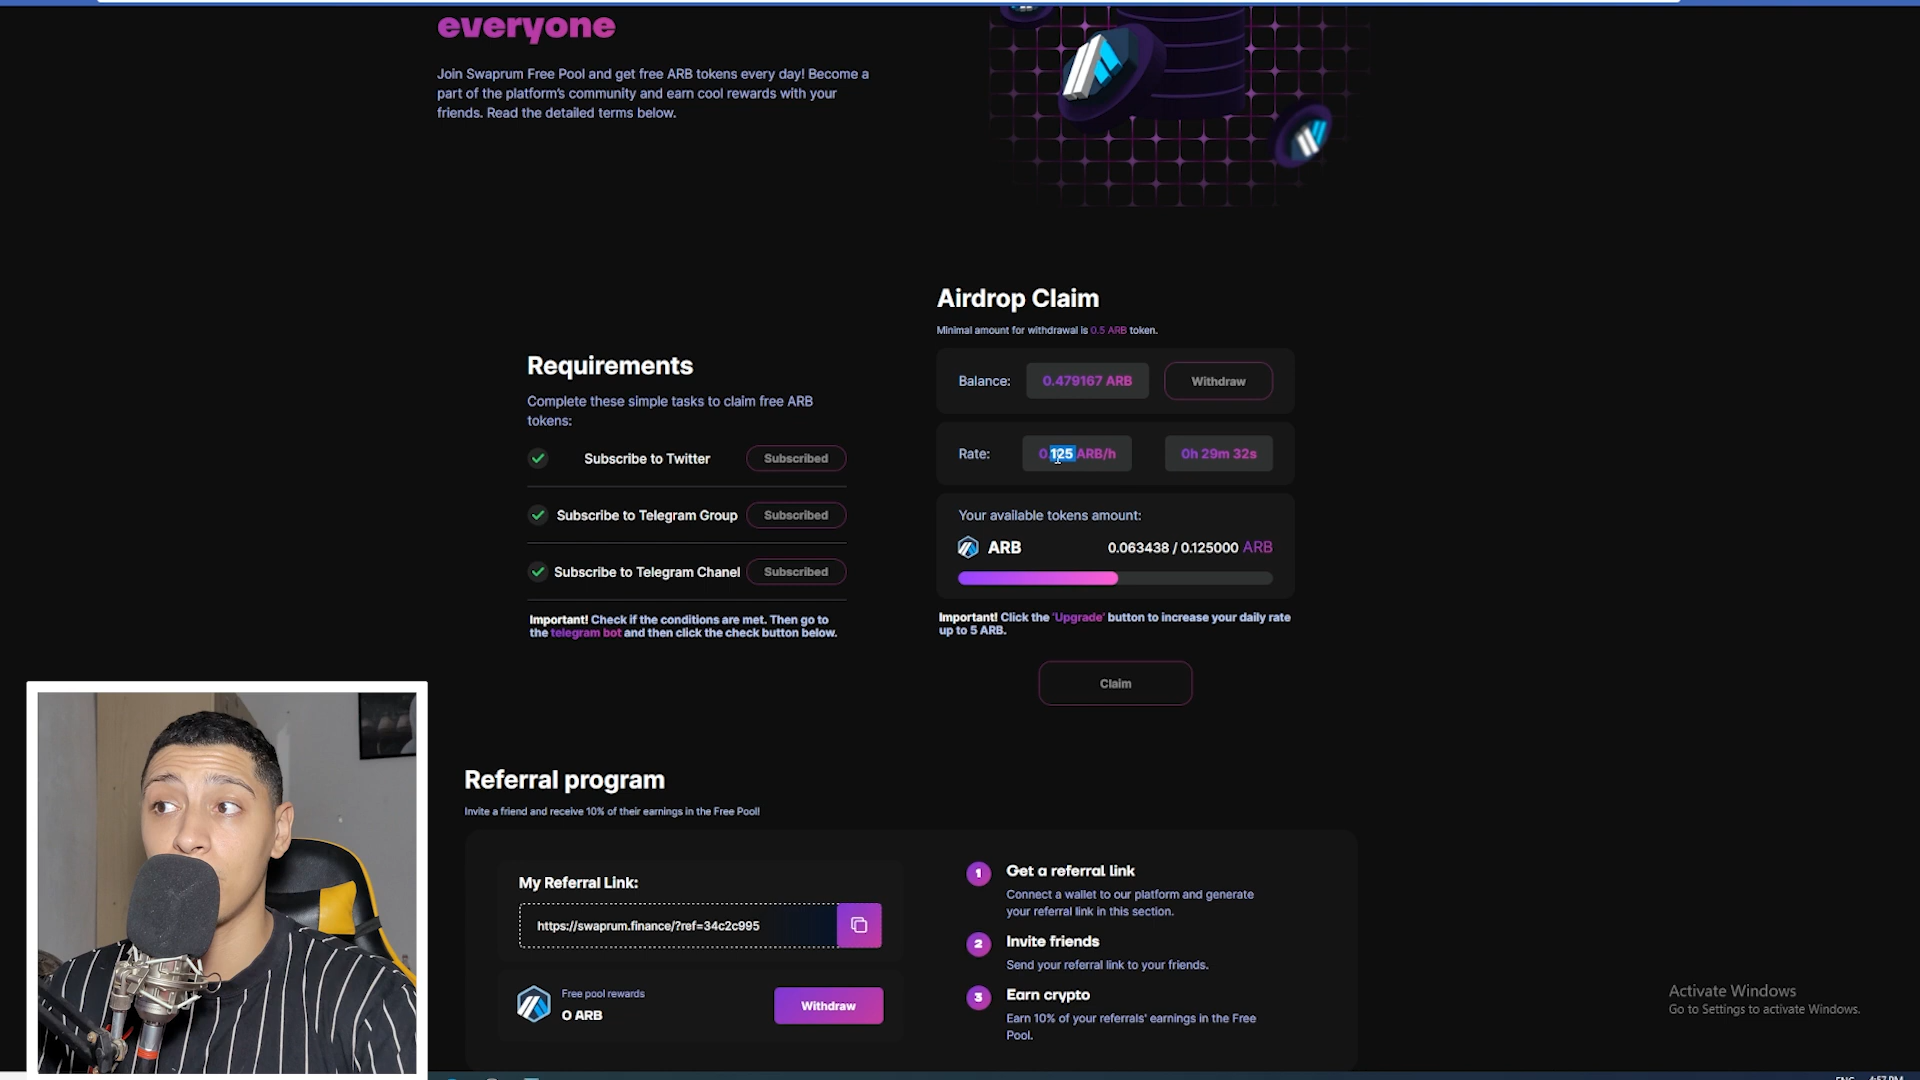 everyone
Join Swaprum Free Pool and get free ARB tokens every day! Become a
part of the platform's community and earn cool rewards with your
friends. Read the detailed terms below.
Airdrop Claim
Minimal amount for withdrawal is 0.5 ARB token.
Requirements
Complete these simple tasks to claim free ARB
tokens:
Balance: 0.479167 ARB Withdraw
Rate: 0.125 ARB/h 0h 29m 32s
Subscribe to Twitter Subscribed
Subscribe to Telegram Group Subscribed
Subscribe to Telegram Chanel Subscribed
Your available tokens amount:
ARB 0.063438 / 0.125000 ARB
Important! Check if the conditions are met. Then go to
the telegram bot and then click the check button below.
Important! Click the 'Upgrade' button to increase your daily rate
up to 5 ARB.
Claim
Referral program
Invite a friend and receive 10% of their earnings in the Free Pool!
My Referral Link:
https://swaprum.finance/?ref=34c2c995
Free pool rewards
0 ARB
Withdraw
1 Get a referral link
Connect a wallet to our platform and generate
your referral link in this section.
2 Invite friends
Send your referral link to your friends.
3 Earn crypto
Earn 10% of your referrals' earnings in the Free
Pool.
Activate Windows
Go to Settings to activate Windows.
ENG 4:57 PM